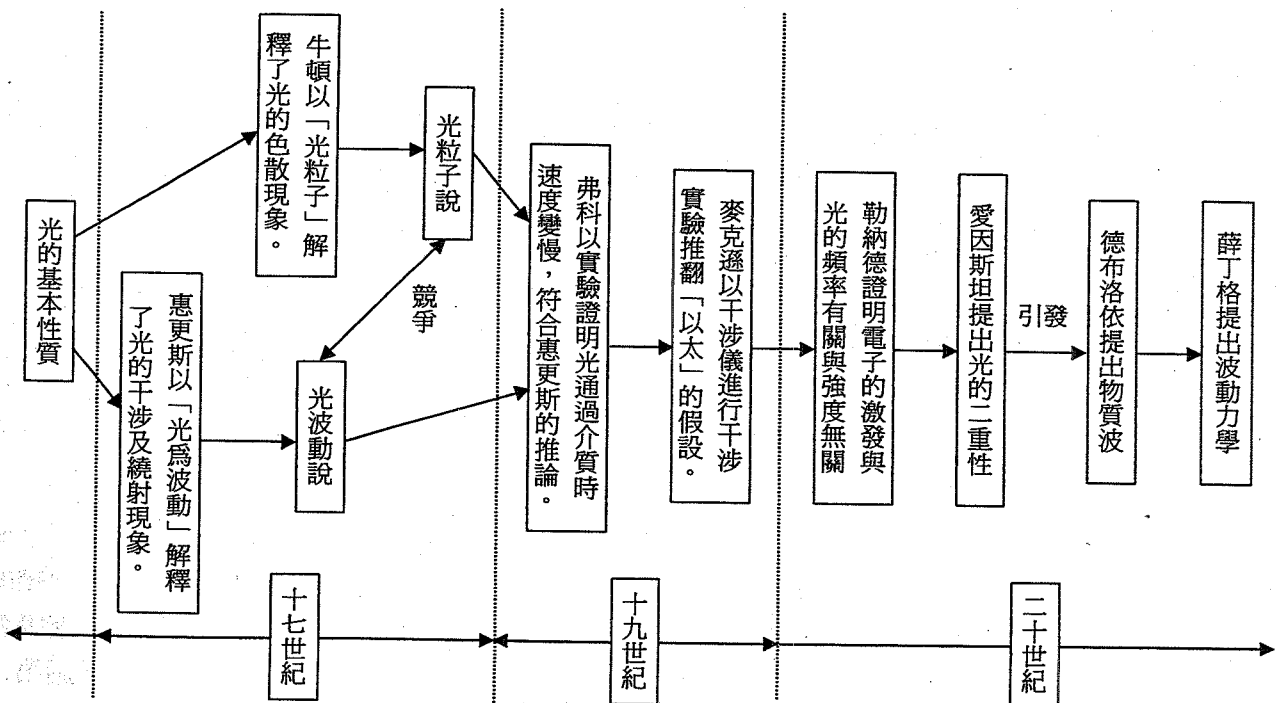 光的基本性質
牛頓以「光粒子」解
釋了光的色散現象。
惠更斯以「光爲波動」解釋
了光的干涉及繞射現象。
光粒子說
競爭
光波動說
弗科以實驗證明光通過介質時
速度變慢，符合惠更斯的推論。
麥克遜以干涉儀進行干涉
實驗推翻「以太」的假設。
勒納德證明電子的激發與
光的頻率有關與強度無關
愛因斯坦提出光的二重性
引發
德布洛依提出物質波
薛丁格提出波動力學
十七世紀
十九世紀
二十世紀